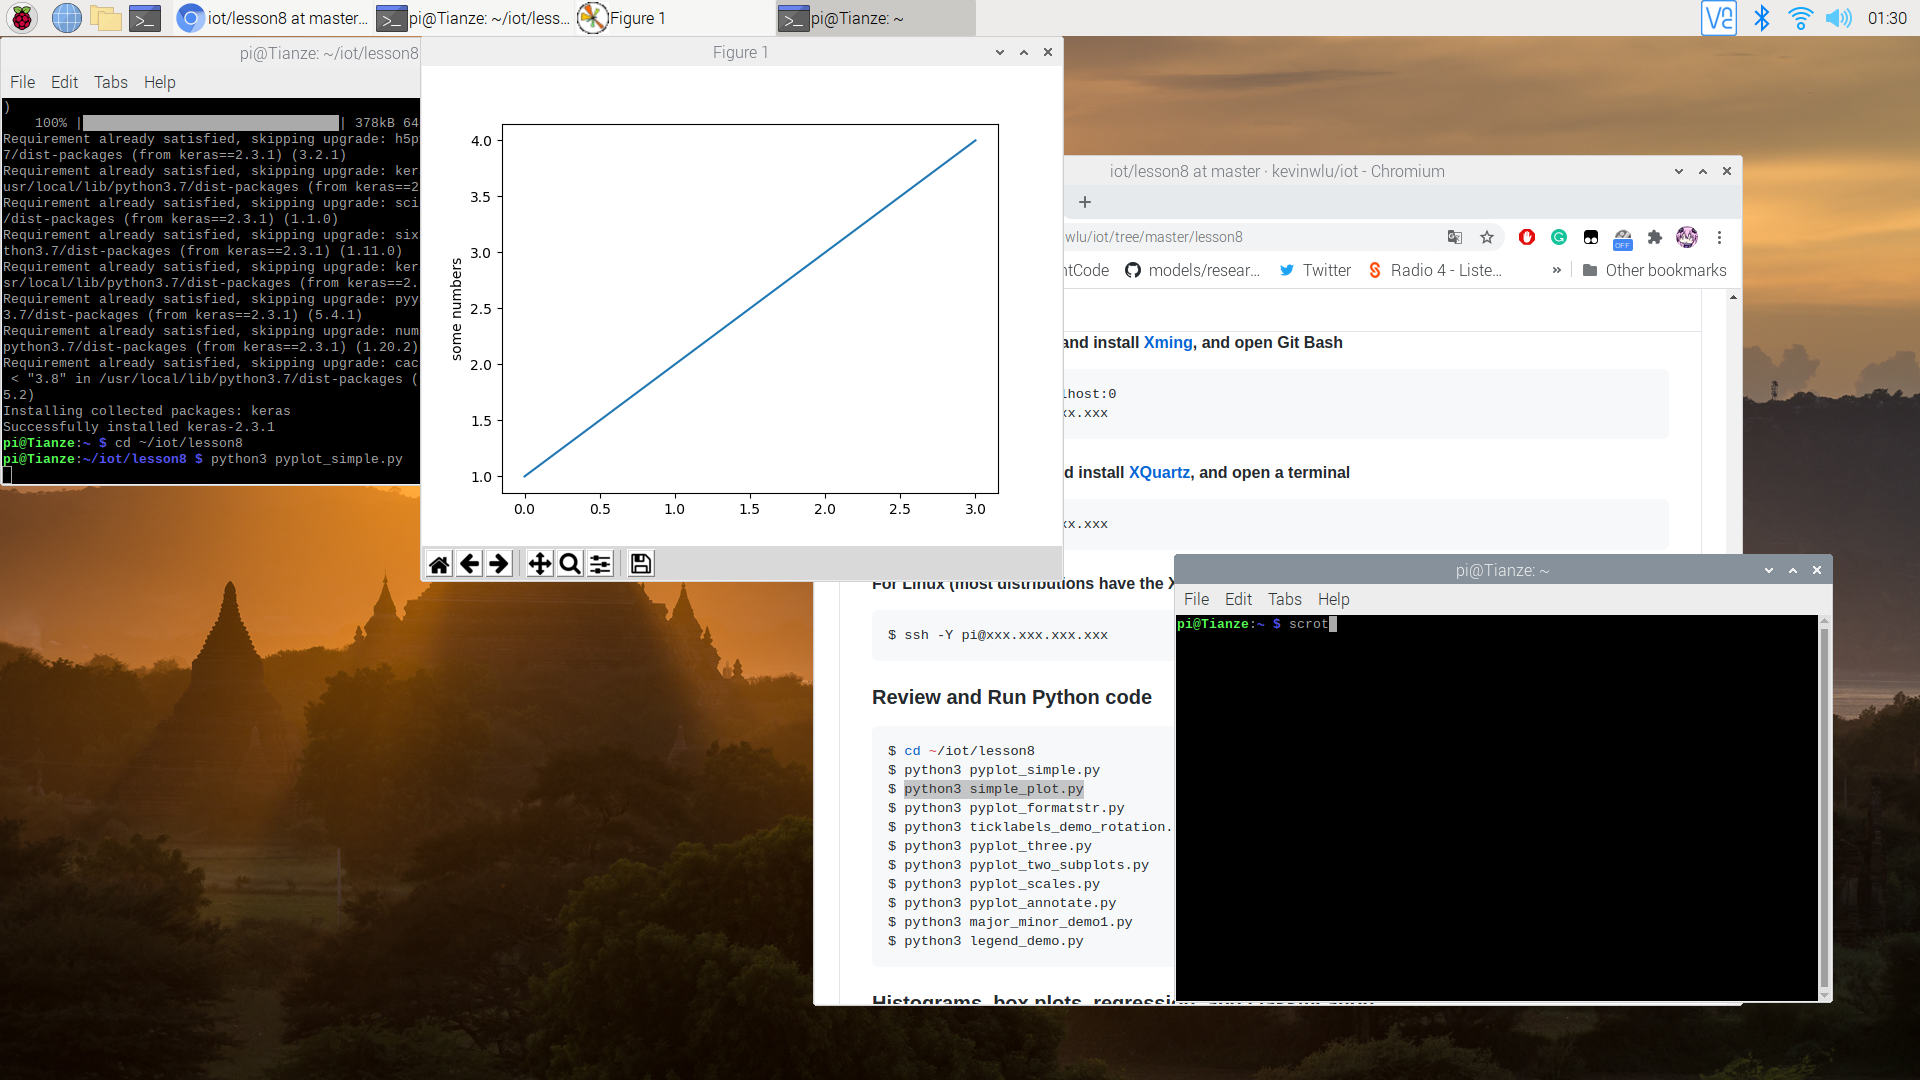 iot/lesson8 at master...
pi@Tianze: ~/iot/less...
Figure 1
pi@Tianze: ~
01:30
pi@Tianze: ~/iot/lesson8
File Edit Tabs Help
)
100% | | 378kB 64
Requirement already satisfied, skipping upgrade: h5p
7/dist-packages (from keras==2.3.1) (3.2.1)
Requirement already satisfied, skipping upgrade: ker
usr/local/lib/python3.7/dist-packages (from keras==2
Requirement already satisfied, skipping upgrade: sci
/dist-packages (from keras==2.3.1) (1.1.0)
Requirement already satisfied, skipping upgrade: six
thon3.7/dist-packages (from keras==2.3.1) (1.11.0)
Requirement already satisfied, skipping upgrade: ker
sr/local/lib/python3.7/dist-packages (from keras==2.
Requirement already satisfied, skipping upgrade: pyy
3.7/dist-packages (from keras==2.3.1) (5.4.1)
Requirement already satisfied, skipping upgrade: num
python3.7/dist-packages (from keras==2.3.1) (1.20.2)
Requirement already satisfied, skipping upgrade: cac
< "3.8" in /usr/local/lib/python3.7/dist-packages (
5.2)
Installing collected packages: keras
Successfully installed keras-2.3.1
pi@Tianze:~ $ cd ~/iot/lesson8
pi@Tianze:~/iot/lesson8 $ python3 pyplot_simple.py
Figure 1
4.0
3.5
3.0
2.5
2.0
1.5
1.0
some numbers
0.0 0.5 1.0 1.5 2.0 2.5 3.0
iot/lesson8 at master · kevinwlu/iot - Chromium
wlu/iot/tree/master/lesson8
OFF
ntCode models/resear... Twitter Radio 4 - Liste... » Other bookmarks
and install Xming, and open Git Bash
lhost:0
xx.xxx
d install XQuartz, and open a terminal
xx.xxx
For Linux (most distributions have the X
$ ssh -Y pi@xxx.xxx.xxx.xxx
Review and Run Python code
$ cd ~/iot/lesson8
$ python3 pyplot_simple.py
$ python3 simple_plot.py
$ python3 pyplot_formatstr.py
$ python3 ticklabels_demo_rotation.
$ python3 pyplot_three.py
$ python3 pyplot_two_subplots.py
$ python3 pyplot_scales.py
$ python3 pyplot_annotate.py
$ python3 major_minor_demo1.py
$ python3 legend_demo.py
Histograms, box plots, regression,
pi@Tianze: ~
File Edit Tabs Help
pi@Tianze:~ $ scrot